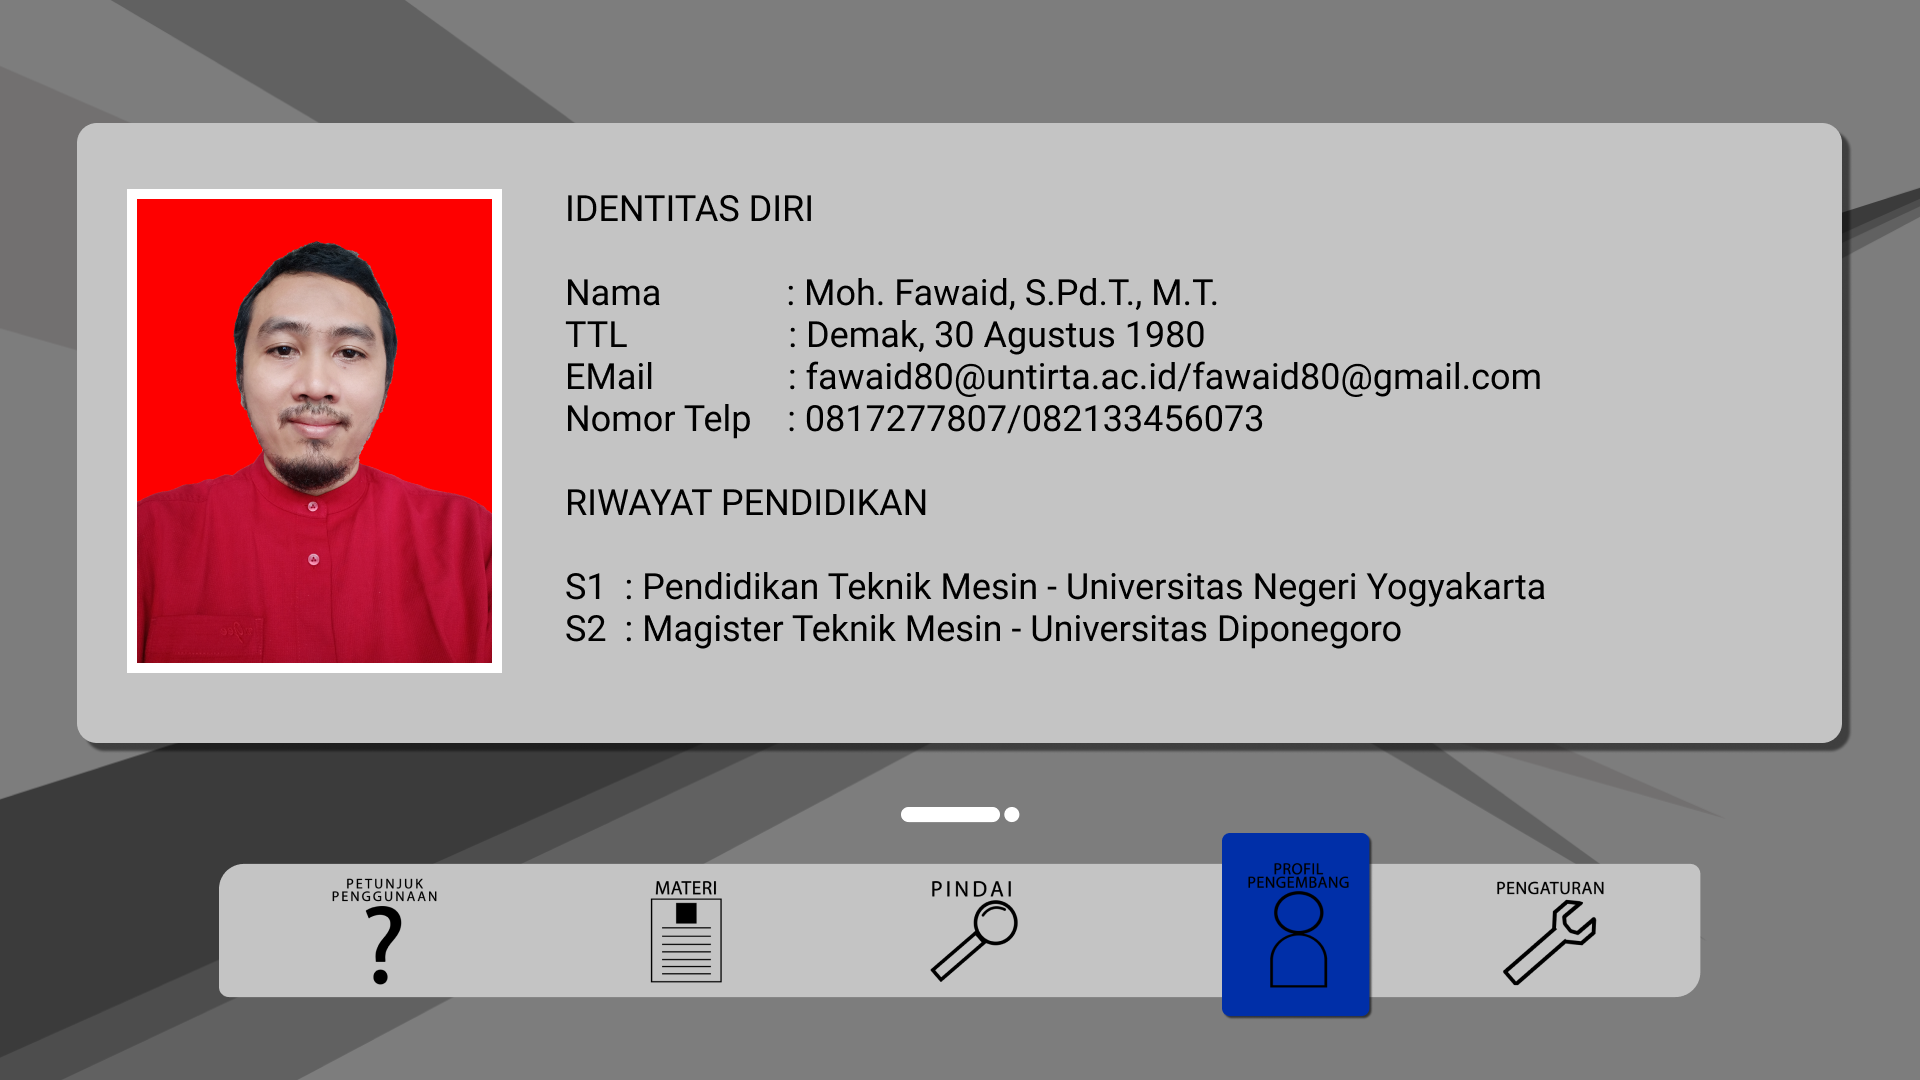 IDENTITAS DIRI
Nama : Moh. Fawaid, S.Pd.T., M.T.
TTL : Demak, 30 Agustus 1980
EMail : fawaid80@untirta.ac.id/fawaid80@gmail.com
Nomor Telp : 0817277807/082133456073
RIWAYAT PENDIDIKAN
S1 : Pendidikan Teknik Mesin - Universitas Negeri Yogyakarta
S2 : Magister Teknik Mesin - Universitas Diponegoro
PETUNJUK
PENGGUNAAN
?
MATERI
PINDAI
PROFIL
PENGEMBANG
PENGATURAN